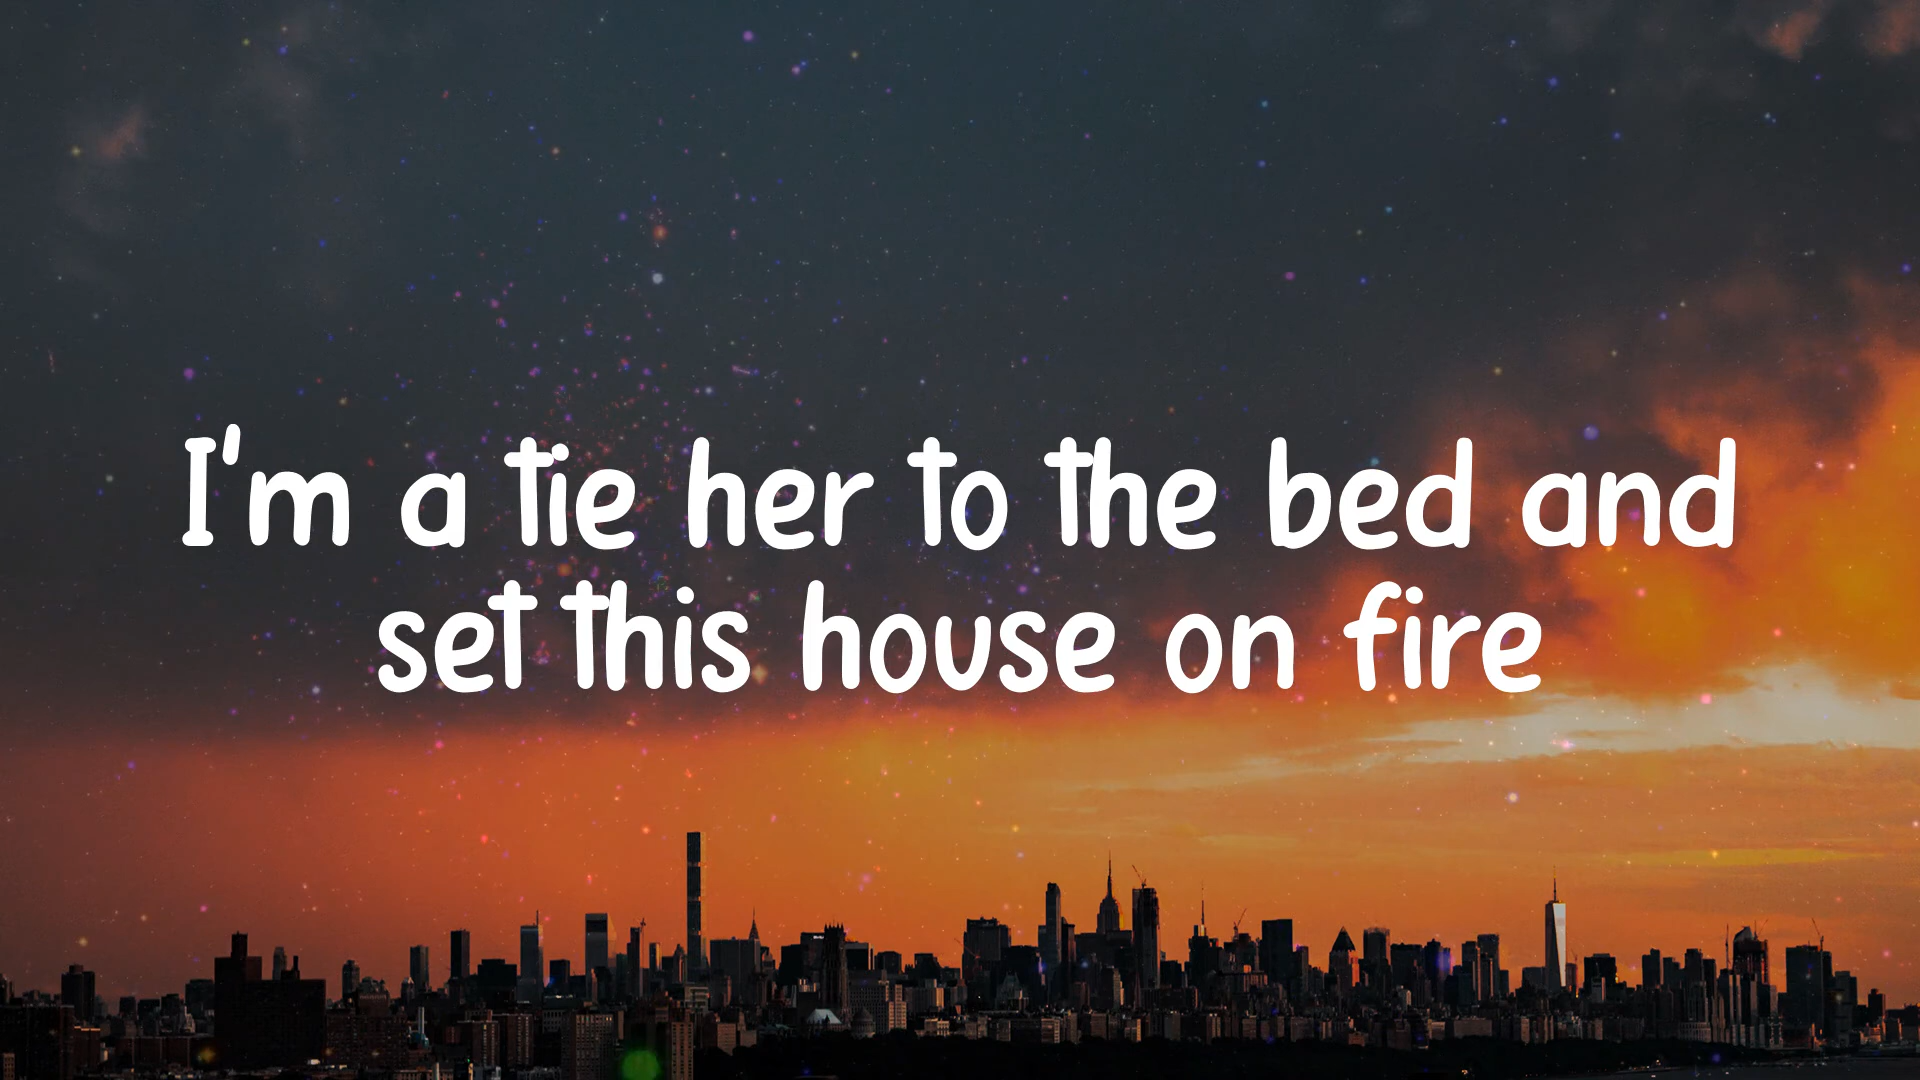 I'm a tie her to the bed and
set this house on fire